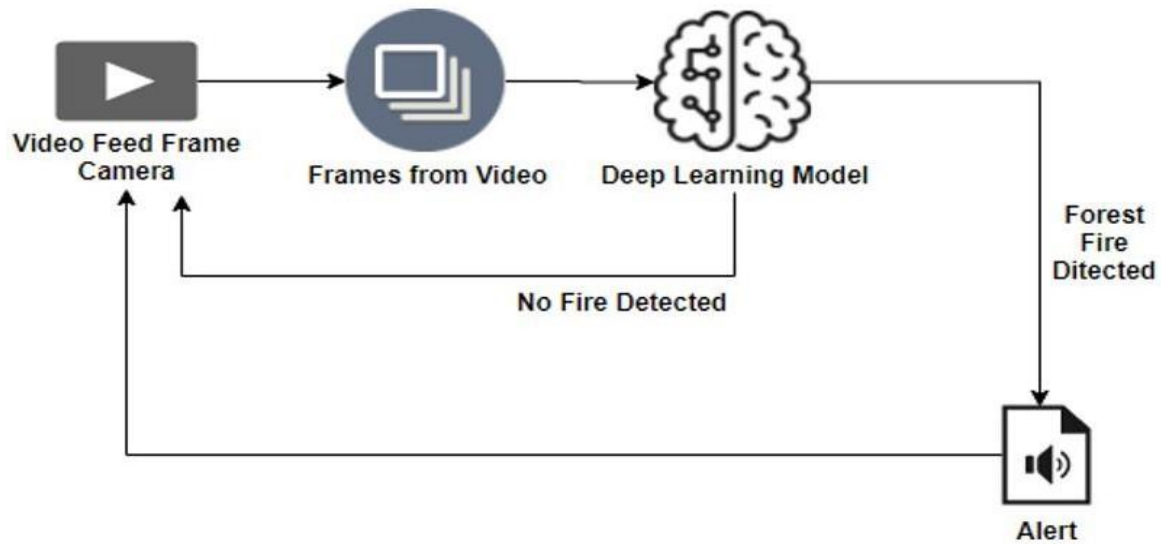 Video Feed Frame
Camera
Frames from Video
Deep Learning Model
Forest
Fire
Ditected
No Fire Detected
Alert